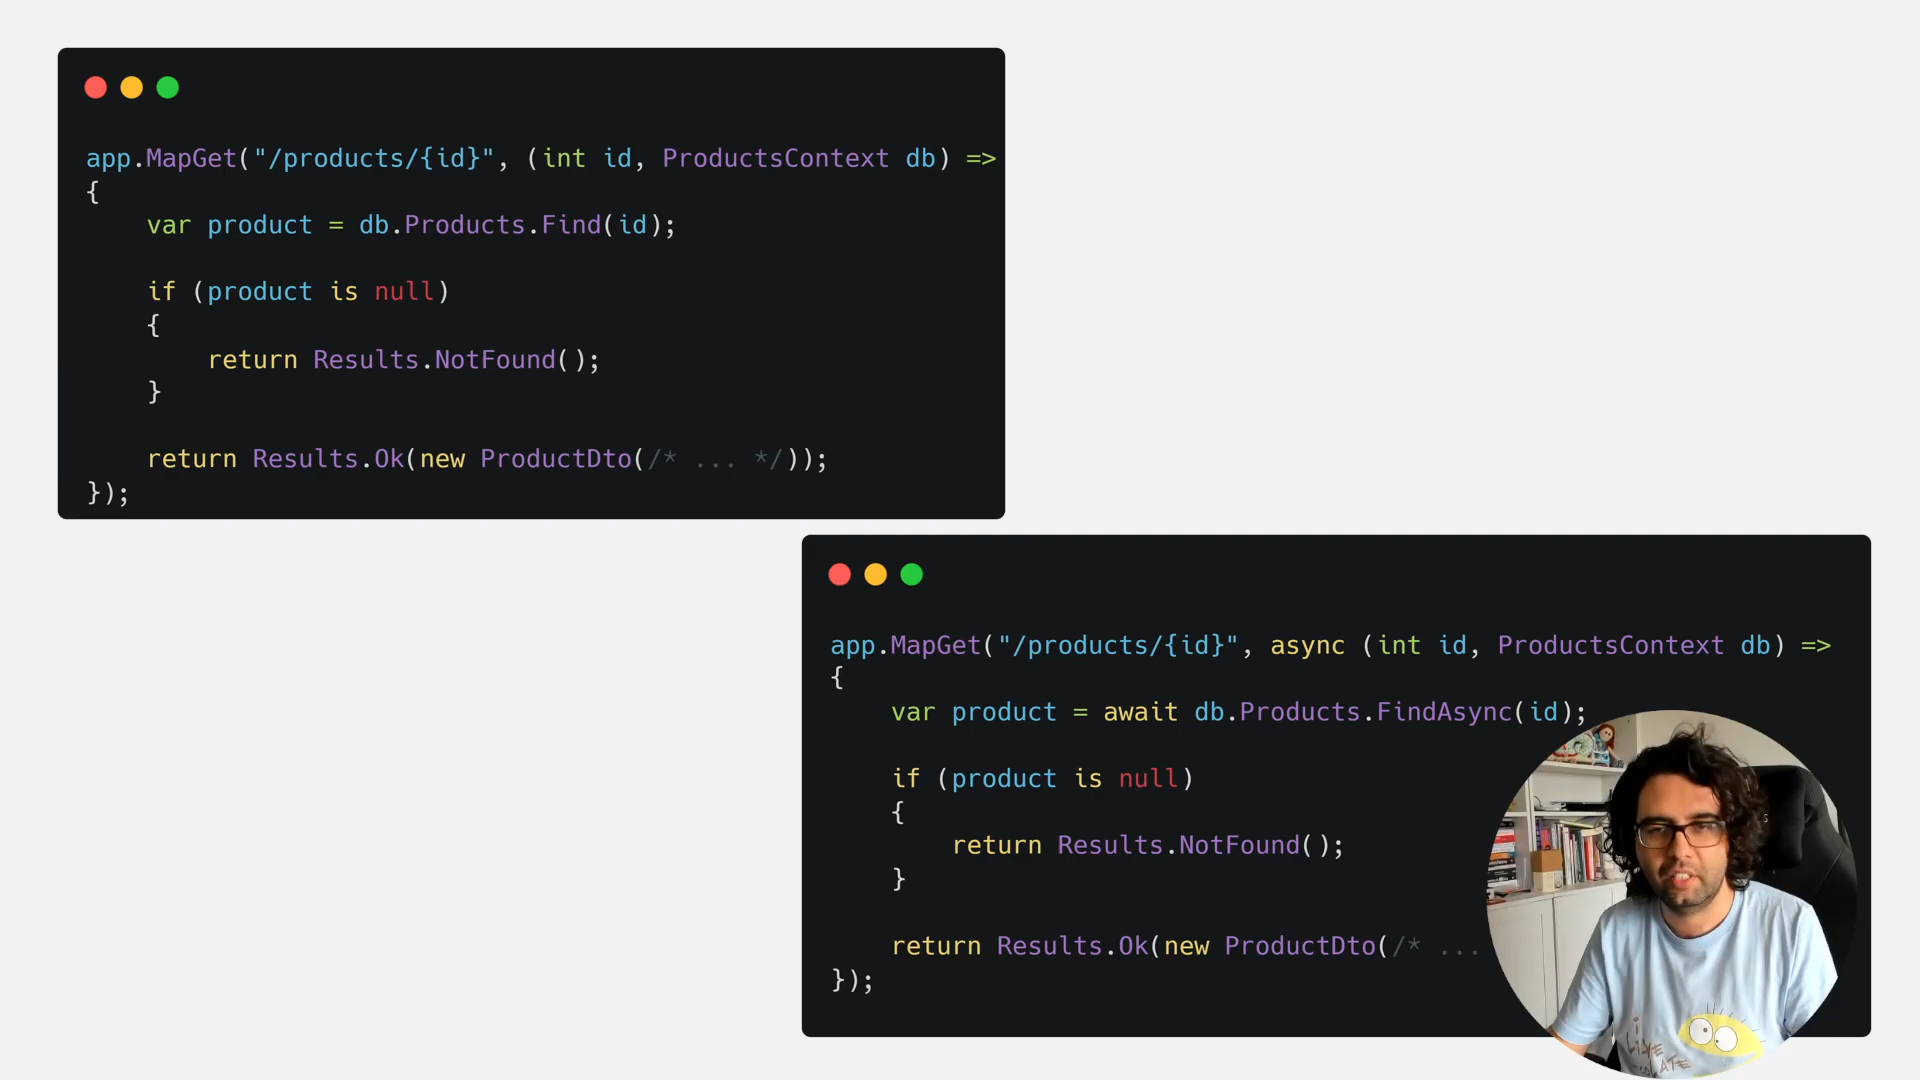 app.MapGet("/products/{id}", (int id, ProductsContext db) =>
{
    var product = db.Products.Find(id);
    if (product is null)
    {
        return Results.NotFound();
    }
    return Results.Ok(new ProductDto(/* ... */));
});
app.MapGet("/products/{id}", async (int id, ProductsContext db) =>
{
    var product = await db.Products.FindAsync(id);
    if (product is null)
    {
        return Results.NotFound();
    }
    return Results.Ok(new ProductDto(/* ...
});